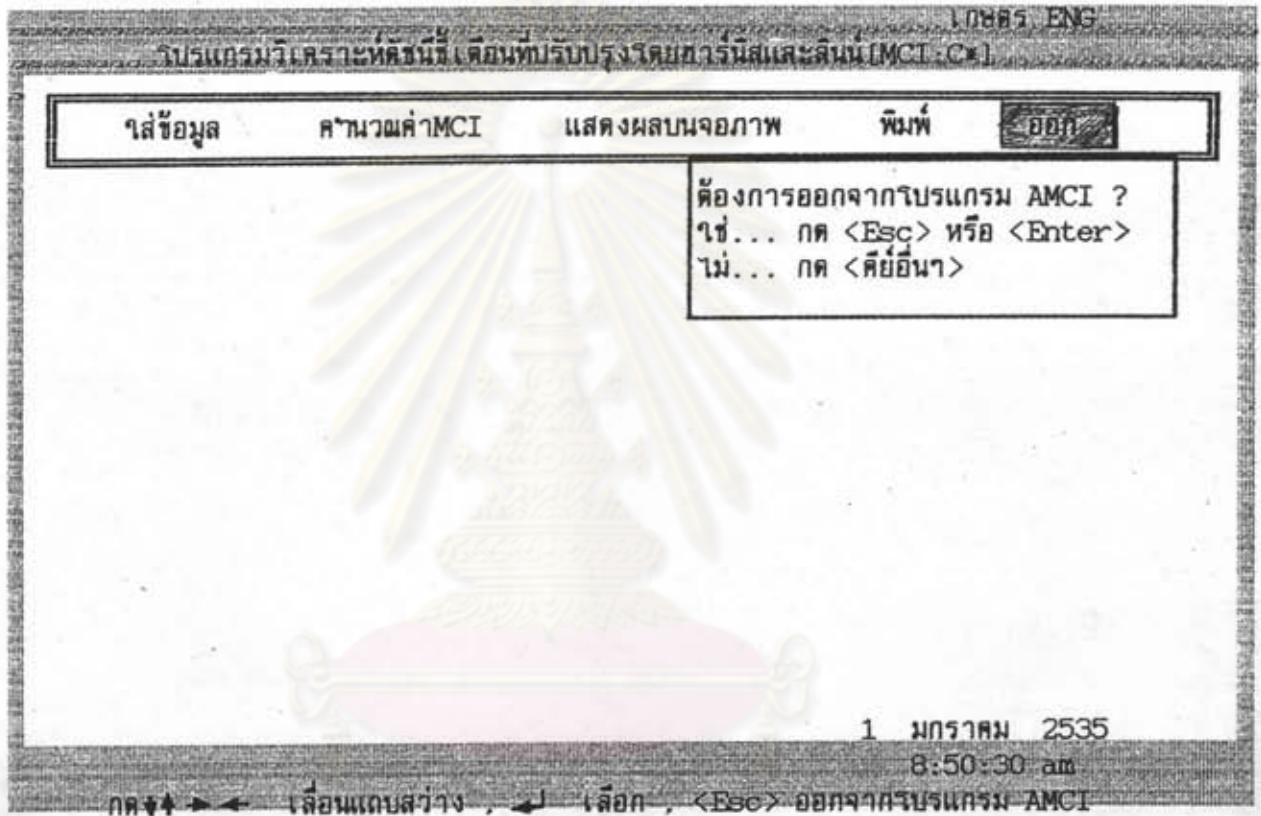 เกษตร ENG
โปรแกรมวิเคราะห์ดัชนีชี้เตือนที่ปรับปรุงโดยฮาร์นิสและลินน์[MCI:C*]
ใส่ข้อมูล คำนวณค่าMCI แสดงผลบนจอภาพ พิมพ์ ออก
ต้องการออกจากโปรแกรม AMCI ?
ใช่... กด <Esc> หรือ <Enter>
ไม่... กด <คีย์อื่นๆ>
1 มกราคม 2535
8:50:30 am
กด↓↑→← เลื่อนแถบสว่าง , ↵ เลือก , <Esc> ออกจากโปรแกรม AMCI